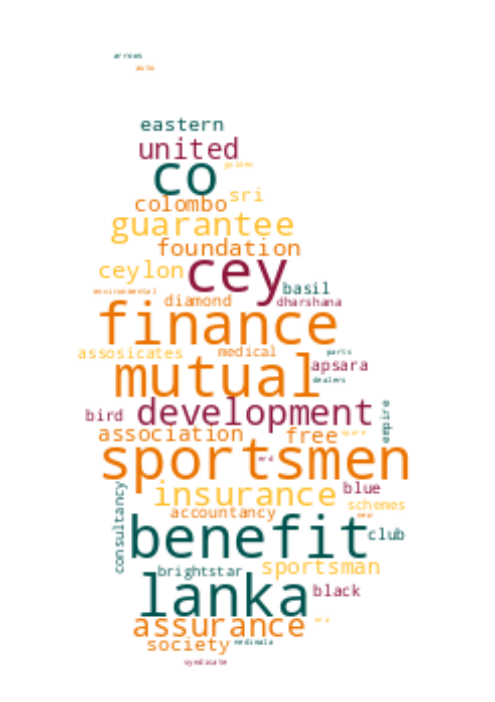 arrows
auto
eastern
united
golden
co
sri
colombo
guarantee
foundation
ceylon
cey
basil
environmental
diamond
dharshana
finance
assosicates
medical
parts
mutual
apsara
dealers
bird
development
empire
association
free
sportsmen
insurance
blue
consultancy
schemes
accountancy
benefit
club
sportsman
brightstar
lanka
black
assurance
society
medinala
syndicate